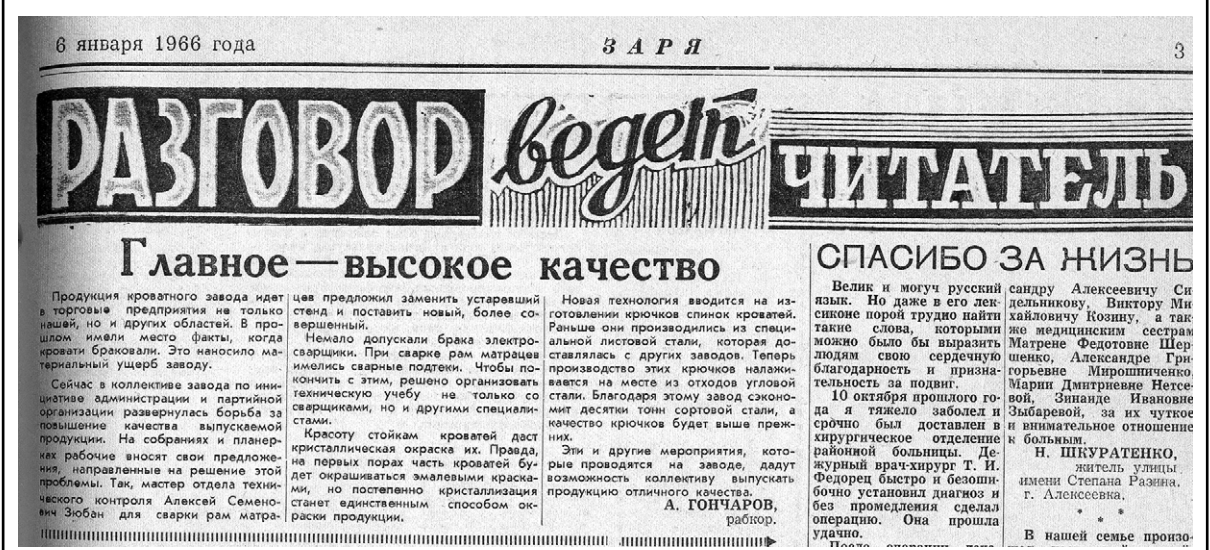 6 января 1966 года
ЗАРЯ
3
РАЗГОВОР ведет ЧИТАТЕЛЬ
Главное — высокое качество
Продукция кроватного завода идет
в торговые предприятия не только
нашей, но и других областей. В про-
шлом имели место факты, когда
кровати браковали. Это наносило ма-
териальный ущерб заводу.
Сейчас в коллективе завода по ини-
циативе администрации и партийной
организации развернулась борьба за
повышение качества выпускаемой
продукции. На собраниях и планер-
ках рабочие вносят свои предложе-
ния, направленные на решение этой
проблемы. Так, мастер отдела техни-
ческого контроля Алексей Семено-
вич Зюбан для сварки рам матра-
цев предложил заменить устаревший
стенд и поставить новый, более со-
вершенный.
Немало допускали брака электро-
сварщики. При сварке рам матрацев
имелись сварные подтеки. Чтобы по-
кончить с этим, решено организовать
техническую учебу не только со
сварщиками, но и другими специали-
стами.
Красоту стойкам кроватей даст
кристаллическая окраска их. Правда,
на первых порах часть кроватей бу-
дет окрашиваться эмалевыми краска-
ми, но постепенно кристаллизация
станет единственным способом ок-
раски продукции.
Новая технология вводится на из-
готовлении крючков спинок кроватей.
Раньше они производились из специ-
альной листовой стали, которая до-
ставлялась с других заводов. Теперь
производство этих крючков налажи-
вается на месте из отходов угловой
стали. Благодаря этому завод сэконо-
мит десятки тонн сортовой стали, а
качество крючков будет выше преж-
них.
Эти и другие мероприятия, кото-
рые проводятся на заводе, дадут
возможность коллективу выпускать
продукцию отличного качества.
А. ГОНЧАРОВ,
рабкор.
СПАСИБО ЗА ЖИЗНЬ
Велик и могуч русский
язык. Но даже в его лек-
сиконе порой трудно найти
такие слова, которыми
можно было бы выразить
людям свою сердечную
благодарность и призна-
тельность за подвиг.
10 октября прошлого го-
да я тяжело заболел и
срочно был доставлен в
хирургическое отделение
районной больницы. Де-
журный врач-хирург Т. И.
Федорец быстро и безоши-
бочно установил диагноз и
без промедления сделал
операцию. Она прошла
удачно.
После операции
сандру Алексеевичу Си-
дельникову, Виктору Ми-
хайловичу Козину, а так-
же медицинским сестрам
Матрене Федотовне Шер-
шенко, Александре Гри-
горьевне Мирошниченко,
Марии Дмитриевне Нетсе-
вой, Зинаиде Ивановне
Зыбаревой, за их чуткое
и внимательное отношение
к больным.
Н. ШКУРАТЕНКО,
житель улицы
имени Степана Разина,
г. Алексеевка.
* * *
В нашей семье произо-